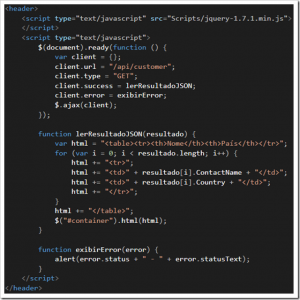 <header>
<script type="text/javascript" src="Scripts/jquery-1.7.1.min.js">
</script>
<script type="text/javascript">
$(document).ready(function () {
var client = {};
client.url = "/api/customer";
client.type = "GET";
client.success = lerResultadoJSON;
client.error = exibirError;
$.ajax(client);
});
function lerResultadoJSON(resultado) {
var html = "<table><tr><th>Nome</th><th>País</th></tr>";
for (var i = 0; i < resultado.length; i++) {
html += "<tr>";
html += "<td>" + resultado[i].ContactName + "</td>";
html += "<td>" + resultado[i].Country + "</td>";
html += "</tr>";
}
html += "</table>";
$("#container").html(html);
}
function exibirError(error) {
alert(error.status + " - " + error.statusText);
}
</script>
</header>